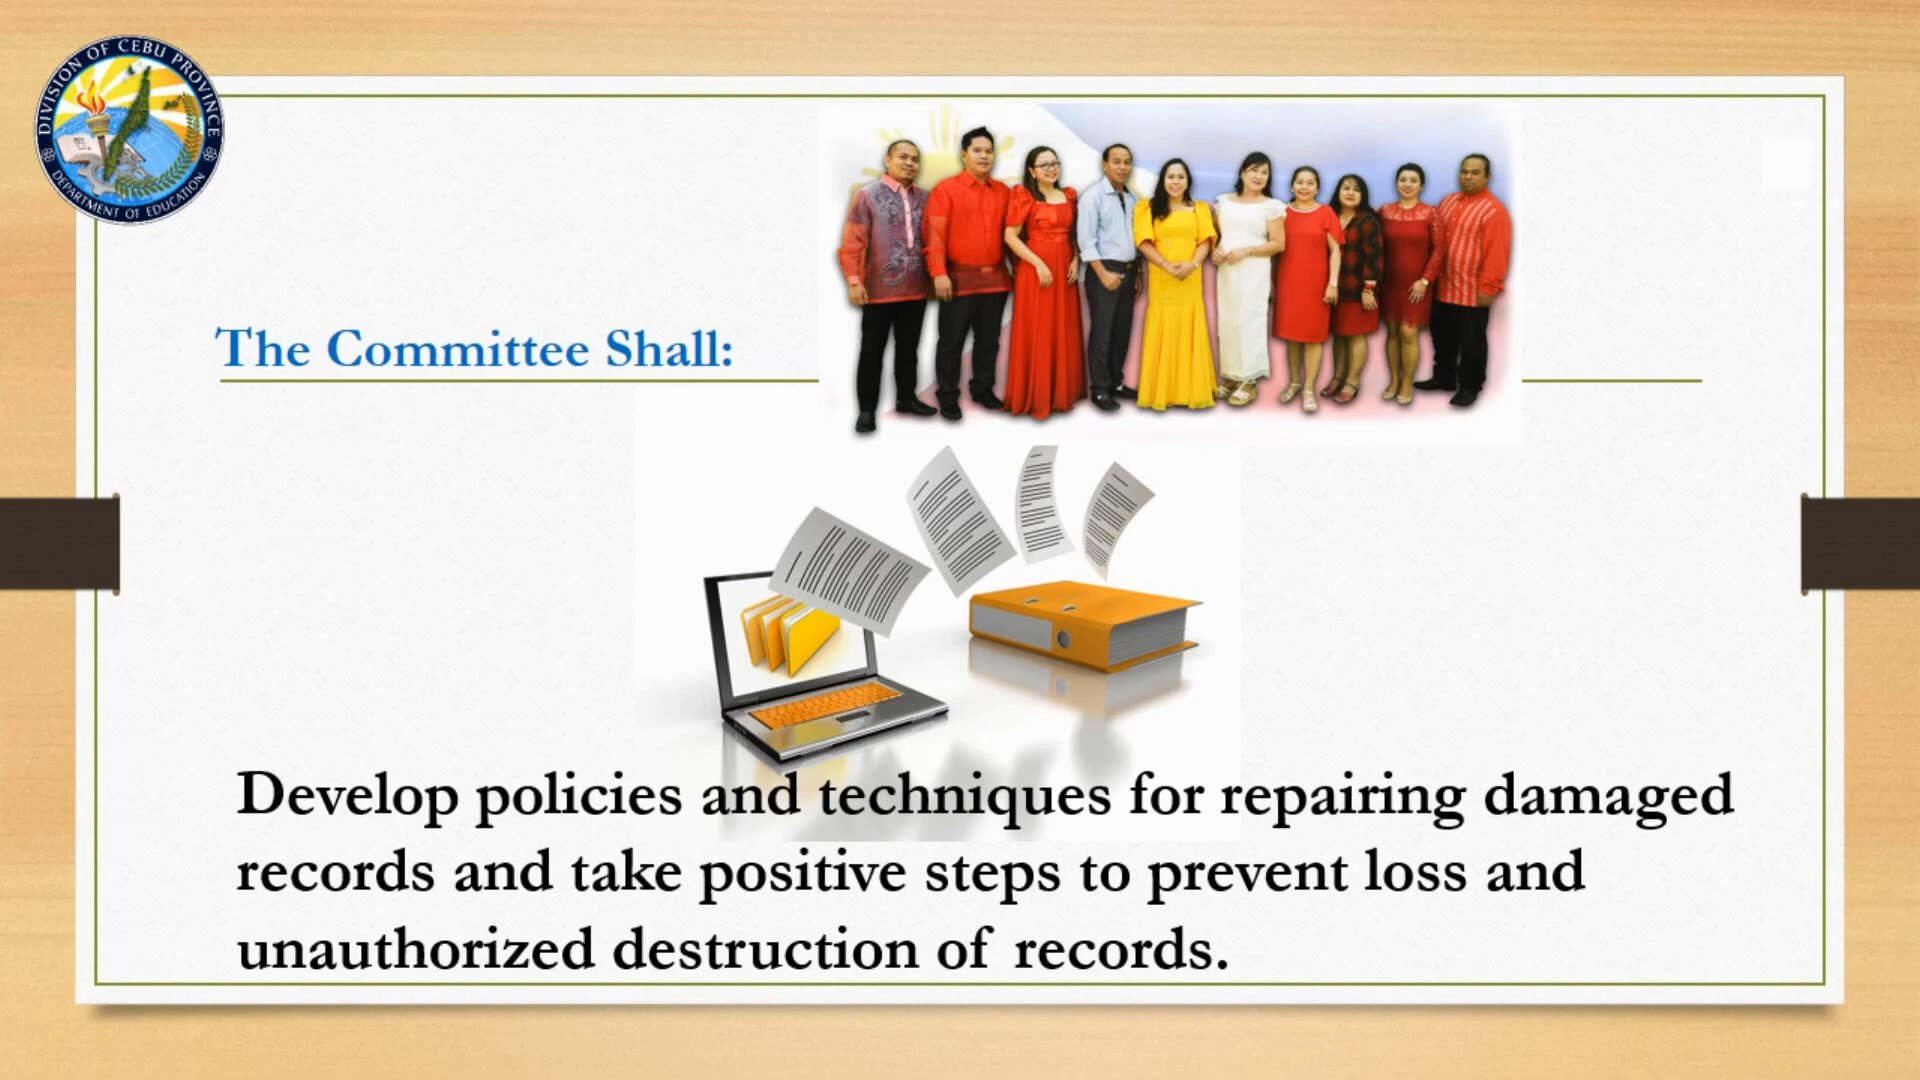 DIVISION OF CEBU PROVINCE
DEPARTMENT OF EDUCATION
The Committee Shall:
Develop policies and techniques for repairing damaged
records and take positive steps to prevent loss and
unauthorized destruction of records.